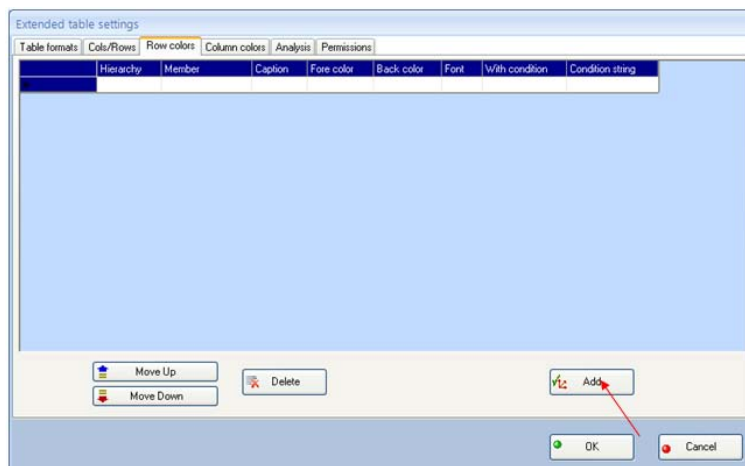 Extended table settings
Table formats Cols/Rows Row colors Column colors Analysis Permissions
Hierarchy Member Caption Fore color Back color Font With condition Condition string
Move Up
Delete
Add
Move Down
OK
Cancel